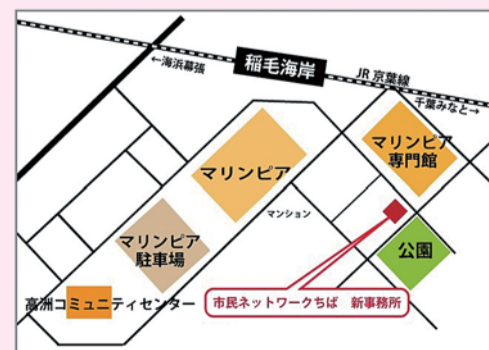 稲毛海岸
JR 京葉線
←海浜幕張
千葉みなと→
マリンピア
専門館
マリンピア
マンション
マリンピア
駐車場
公園
高洲コミュニティセンター
市民ネットワークちば 新事務所